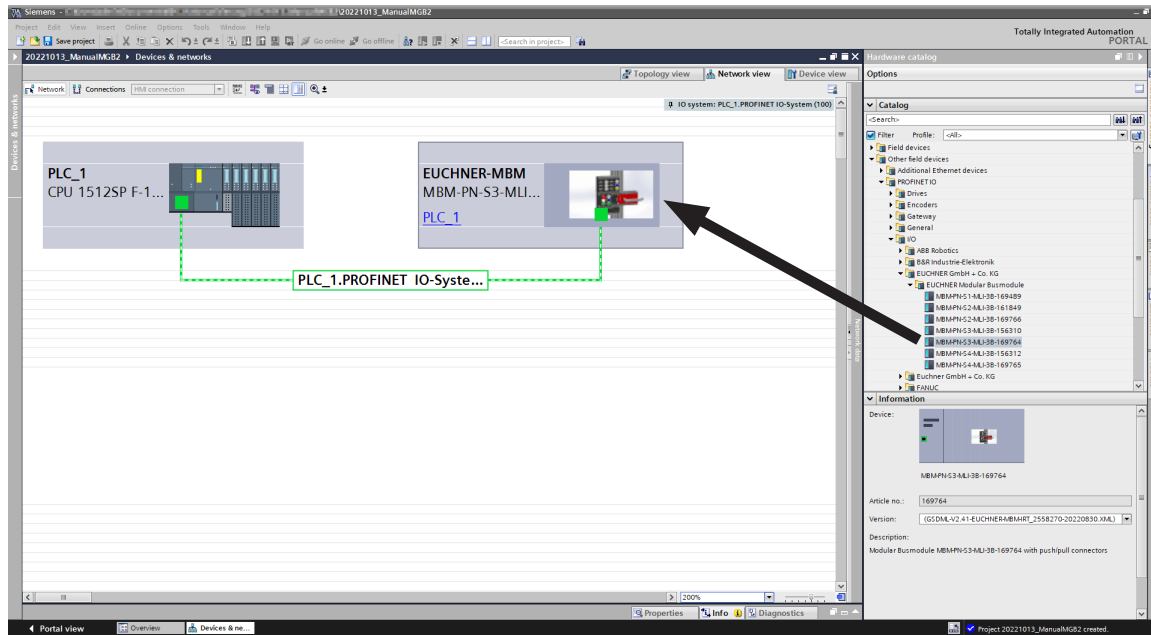 Siemens -
\20221013_ManualMGB2
Project Edit View Insert Online Options Tools Window Help
Save project
Go online Go offline
<Search in project>
Totally Integrated Automation
PORTAL
20221013_ManualMGB2 ▸ Devices & networks
Hardware catalog
Topology view Network view Device view
Options
Network Connections HMI connection
IO system: PLC_1.PROFINET IO-System (100)
Devices & networks
PLC_1
CPU 1512SP F-1...
EUCHNER-MBM
MBM-PN-S3-MLI...
PLC_1
PLC_1.PROFINET IO-Syste...
Network data
Catalog
<Search>
Filter Profile: <All>
Field devices
Other field devices
Additional Ethernet devices
PROFINET IO
Drives
Encoders
Gateway
General
I/O
ABB Robotics
B&R Industrie-Elektronik
EUCHNER GmbH + Co. KG
EUCHNER Modular Busmodule
MBM-PN-S1-MLI-3B-169489
MBM-PN-S2-MLI-3B-161849
MBM-PN-S2-MLI-3B-169766
MBM-PN-S3-MLI-3B-156310
MBM-PN-S3-MLI-3B-169764
MBM-PN-S4-MLI-3B-156312
MBM-PN-S4-MLI-3B-169765
Euchner GmbH + Co. KG
FANUC
Information
Device:
MBM-PN-S3-MLI-3B-169764
Article no.: 169764
Version: (GSDML-V2.41-EUCHNER-MBM-IRT_2558270-20220830.XML)
Description:
Modular Busmodule MBM-PN-S3-MLI-3B-169764 with push/pull connectors
200%
Properties Info Diagnostics
Portal view Overview Devices & ne...
Project 20221013_ManualMGB2 created.